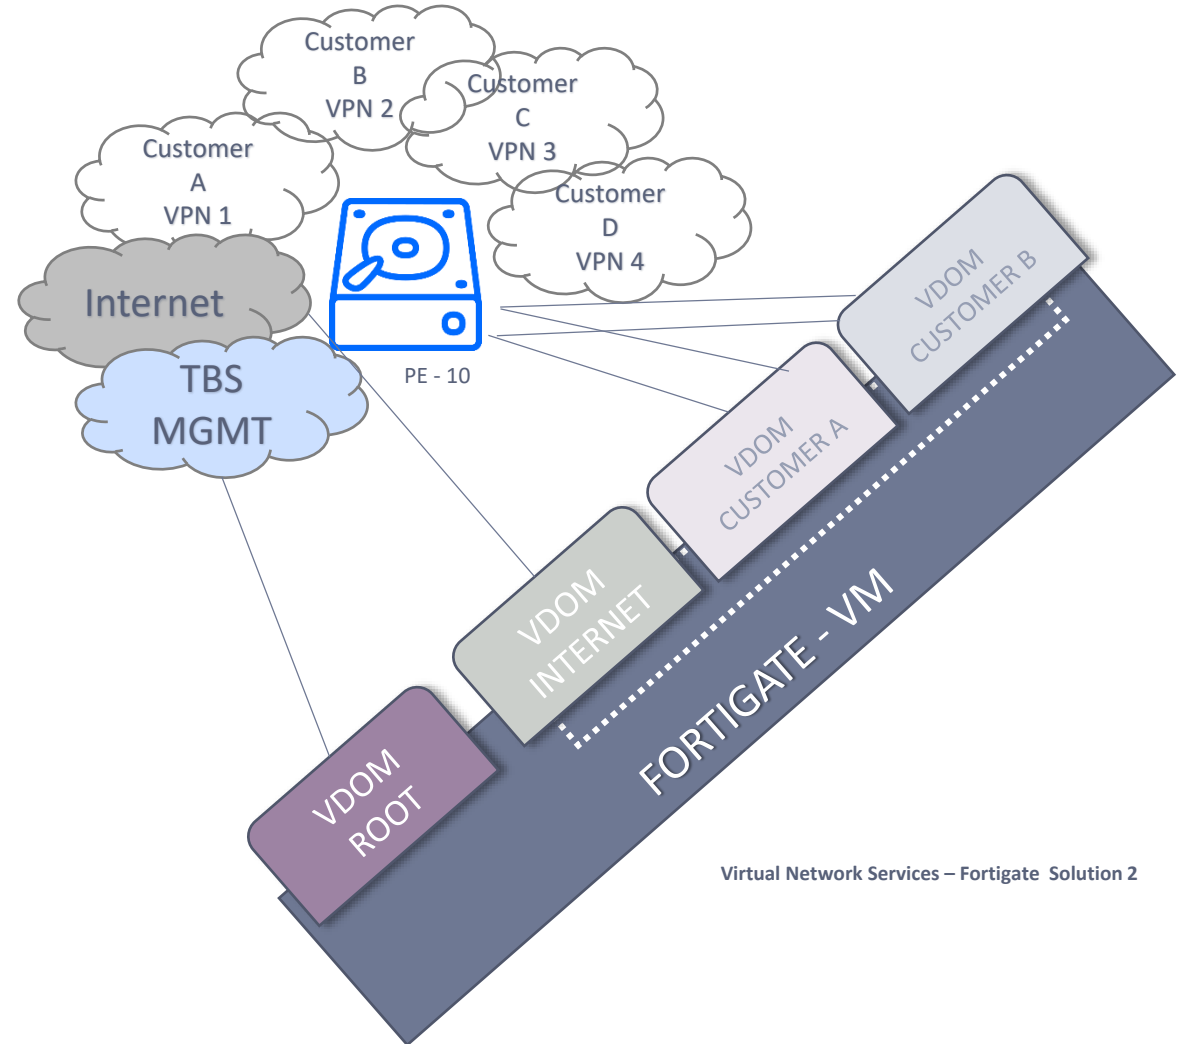 Customer
B
VPN 2
Customer
C
VPN 3
Customer
A
VPN 1
Customer
D
VPN 4
Internet
TBS
MGMT
PE - 10
VDOM
CUSTOMER B
VDOM
CUSTOMER A
VDOM
INTERNET
VDOM
ROOT
FORTIGATE - VM
Virtual Network Services – Fortigate  Solution 2